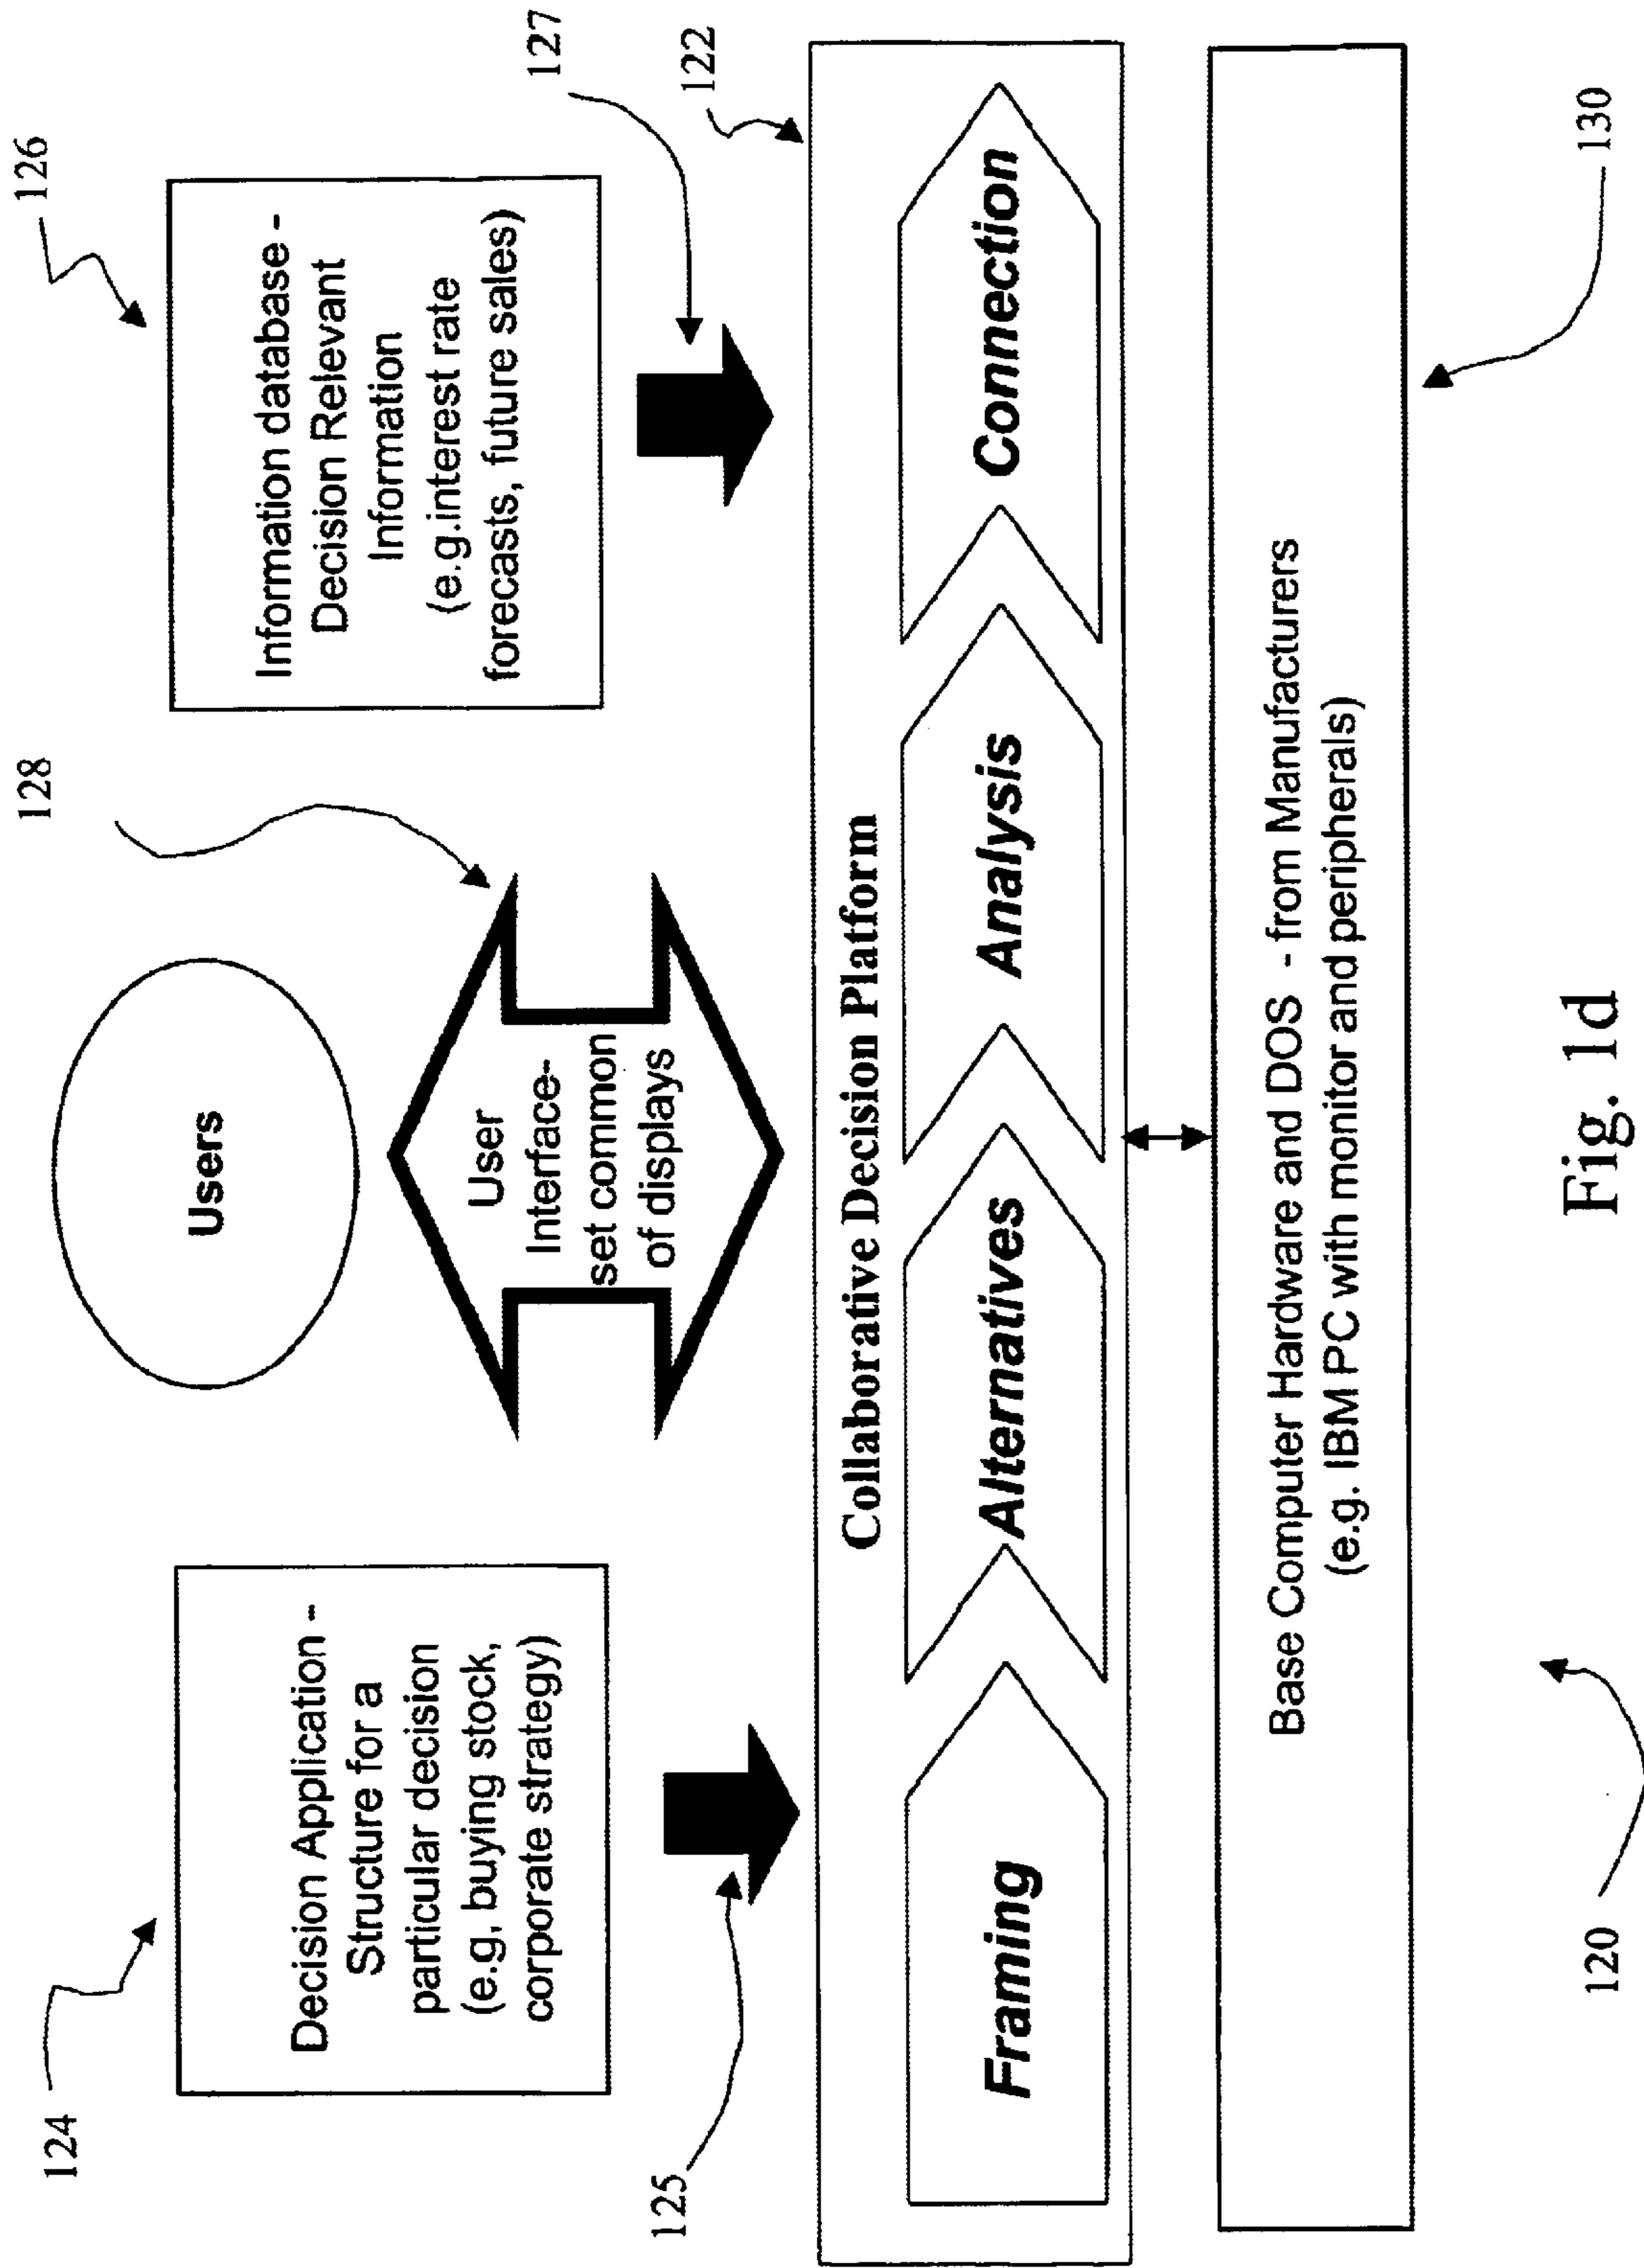 124
Decision Application -
Structure for a
particular decision
(e.g, buying stock,
corporate strategy)
125
Users
128
User
Interface-
set common
of displays
126
Information database -
Decision Relevant
Information
(e.g.interest rate
forecasts, future sales)
127
122
Collaborative Decision Platform
Framing
Alternatives
Analysis
Connection
Base Computer Hardware and DOS - from Manufacturers
(e.g. IBM PC with monitor and peripherals)
130
120
Fig. 1d